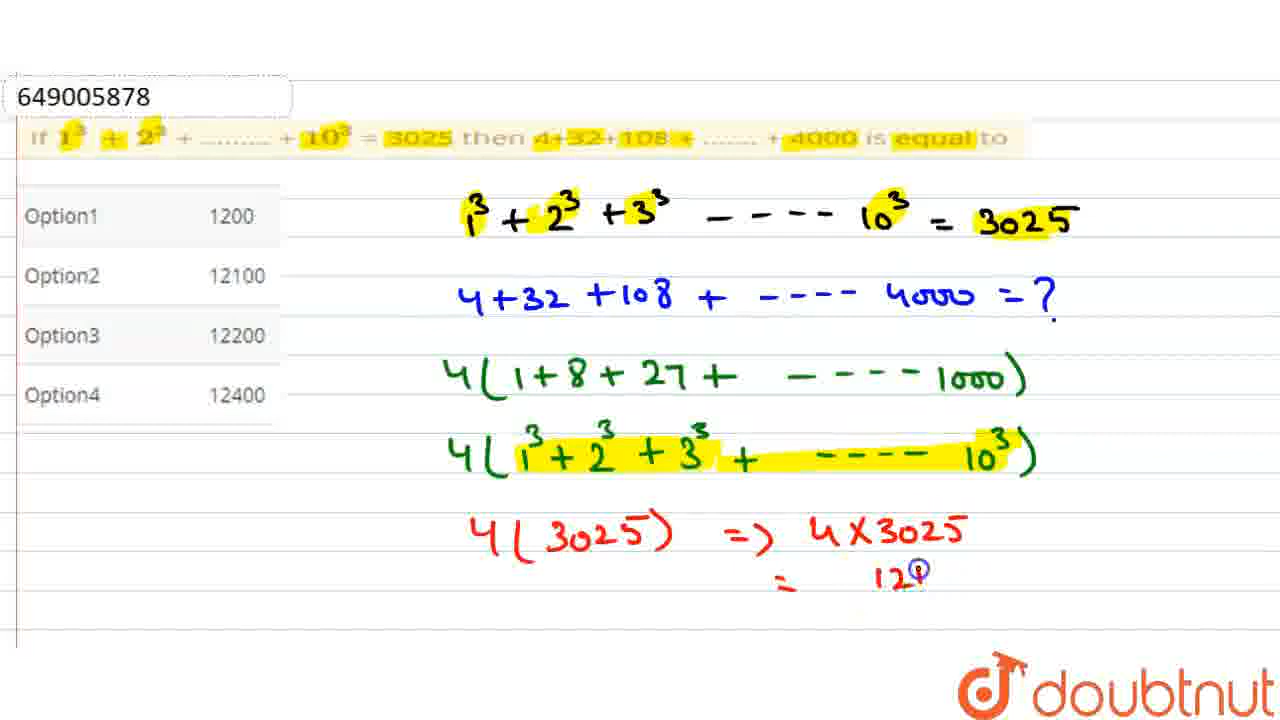 649005878
If 1³ + 2³ + ......... + 10³ = 3025 then 4+32+108 + ....... + 4000 is equal to
Option1 1200
Option2 12100
Option3 12200
Option4 12400
1³ + 2³ + 3³ - - - - 10³ = 3025
4 + 32 + 108 + - - - - 4000 = ?
4 ( 1 + 8 + 27 + - - - - 1000 )
4 ( 1³ + 2³ + 3³ + - - - - 10³ )
4 ( 3025 ) => 4 × 3025
= 121
doubtnut